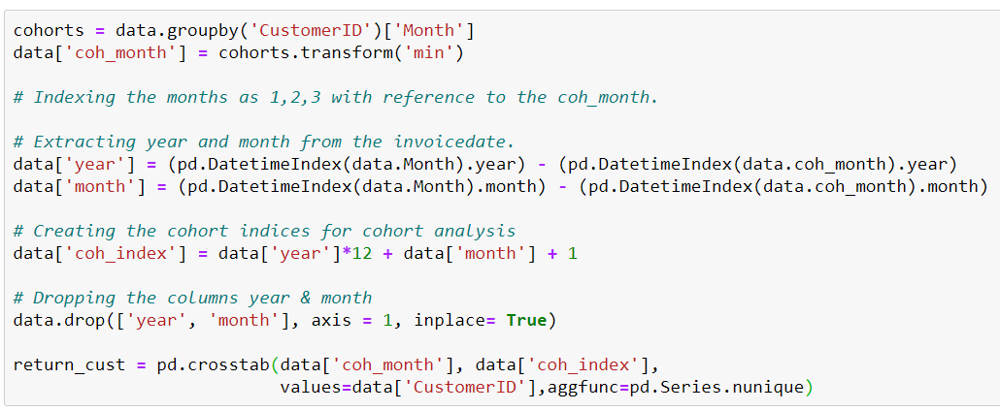 cohorts = data.groupby('CustomerID')['Month']
data['coh_month'] = cohorts.transform('min')
# Indexing the months as 1,2,3 with reference to the coh_month.
# Extracting year and month from the invoicedate.
data['year'] = (pd.DatetimeIndex(data.Month).year) - (pd.DatetimeIndex(data.coh_month).year)
data['month'] = (pd.DatetimeIndex(data.Month).month) - (pd.DatetimeIndex(data.coh_month).month)
# Creating the cohort indices for cohort analysis
data['coh_index'] = data['year']*12 + data['month'] + 1
# Dropping the columns year & month
data.drop(['year', 'month'], axis = 1, inplace= True)
return_cust = pd.crosstab(data['coh_month'], data['coh_index'],
values=data['CustomerID'],aggfunc=pd.Series.nunique)